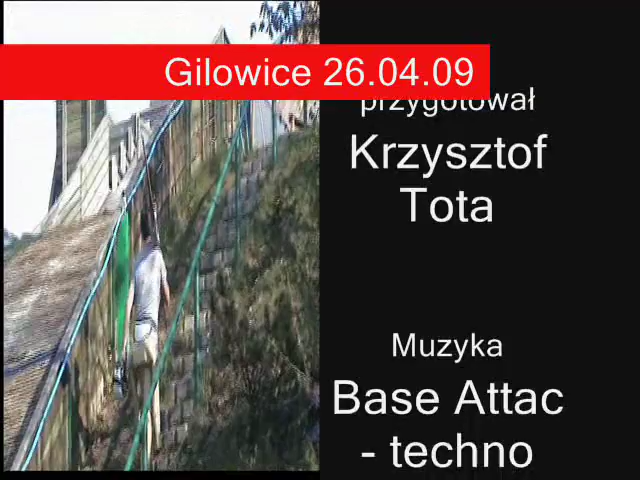 Gilowice 26.04.09
przygotował
Krzysztof
Tota
Muzyka
Base Attac
- techno